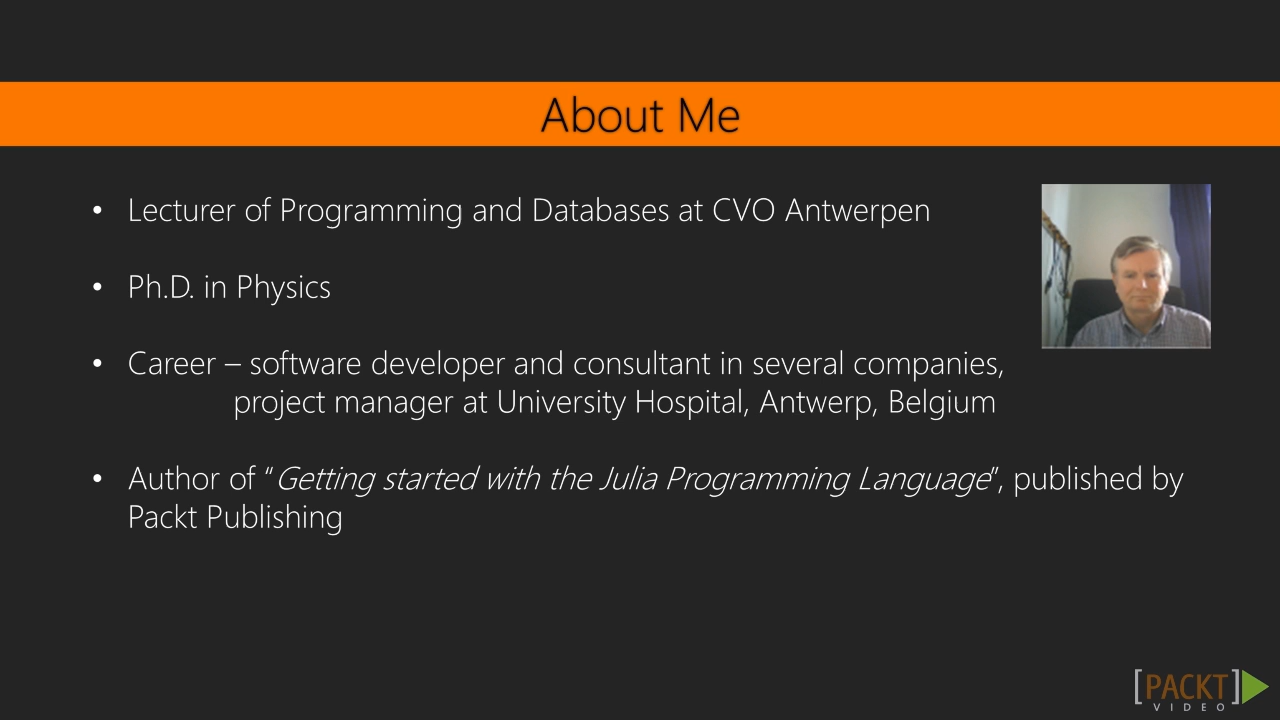 About Me
• Lecturer of Programming and Databases at CVO Antwerpen
• Ph.D. in Physics
• Career – software developer and consultant in several companies,
project manager at University Hospital, Antwerp, Belgium
• Author of “Getting started with the Julia Programming Language”, published by
Packt Publishing
[PACKT]
VIDEO